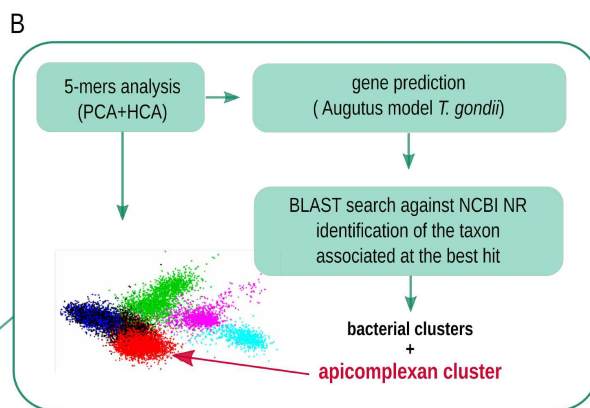 B
5-mers analysis
(PCA+HCA)
gene prediction
( Augutus model T. gondii)
BLAST search against NCBI NR
identification of the taxon
associated at the best hit
bacterial clusters
+
apicomplexan cluster